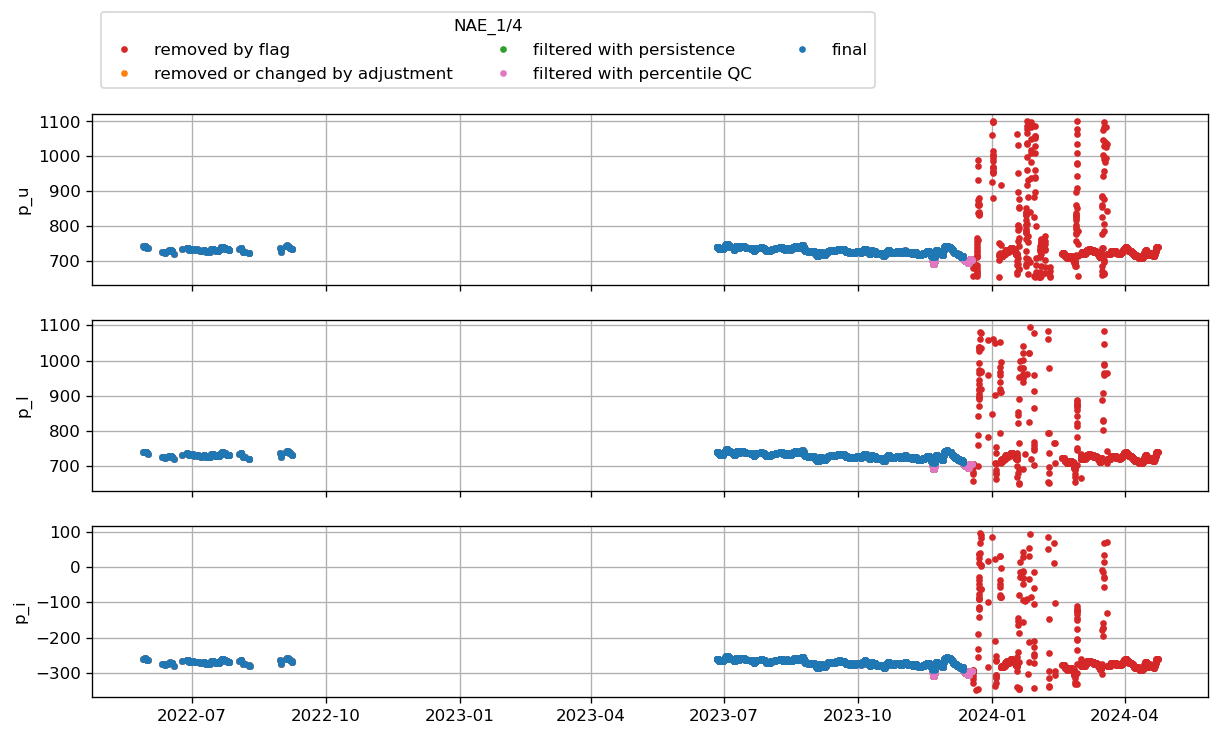 NAE_1/4
removed by flag
removed or changed by adjustment
filtered with persistence
filtered with percentile QC
final
1100
1000
900
800
700
p_u
1100
1000
900
800
700
p_l
100
0
−100
−200
−300
p_i
2022-07 2022-10 2023-01 2023-04 2023-07 2023-10 2024-01 2024-04